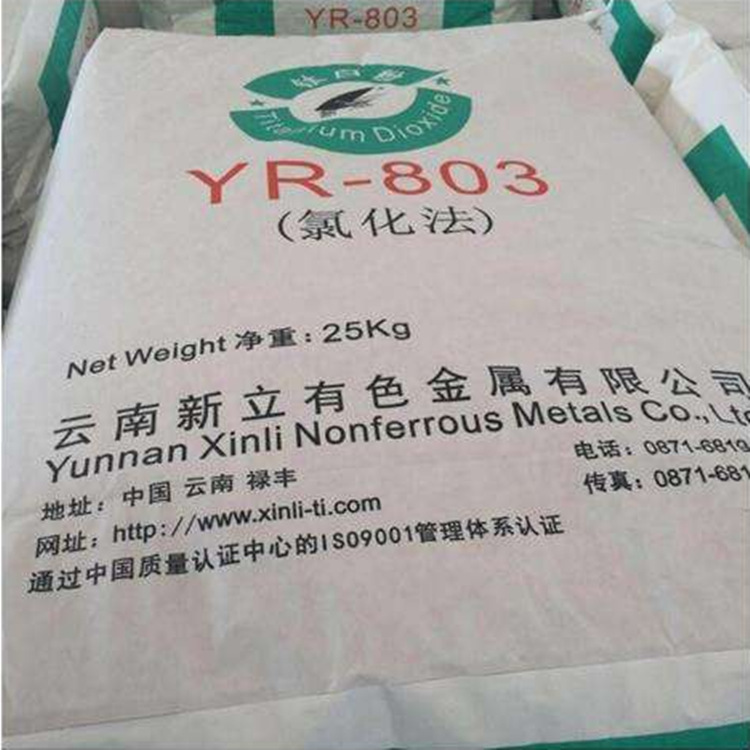 YR-803
钛白粉
Titanium Dioxide
YR-803
(氯化法)
Net Weight 净重：25Kg
云南新立有色金属有限公司
Yunnan Xinli Nonferrous Metals Co.,Ltd
地址：中国 云南 禄丰
电话：0871-6819
网址：http://www.xinli-ti.com
传真：0871-681
通过中国质量认证中心的ISO9001管理体系认证